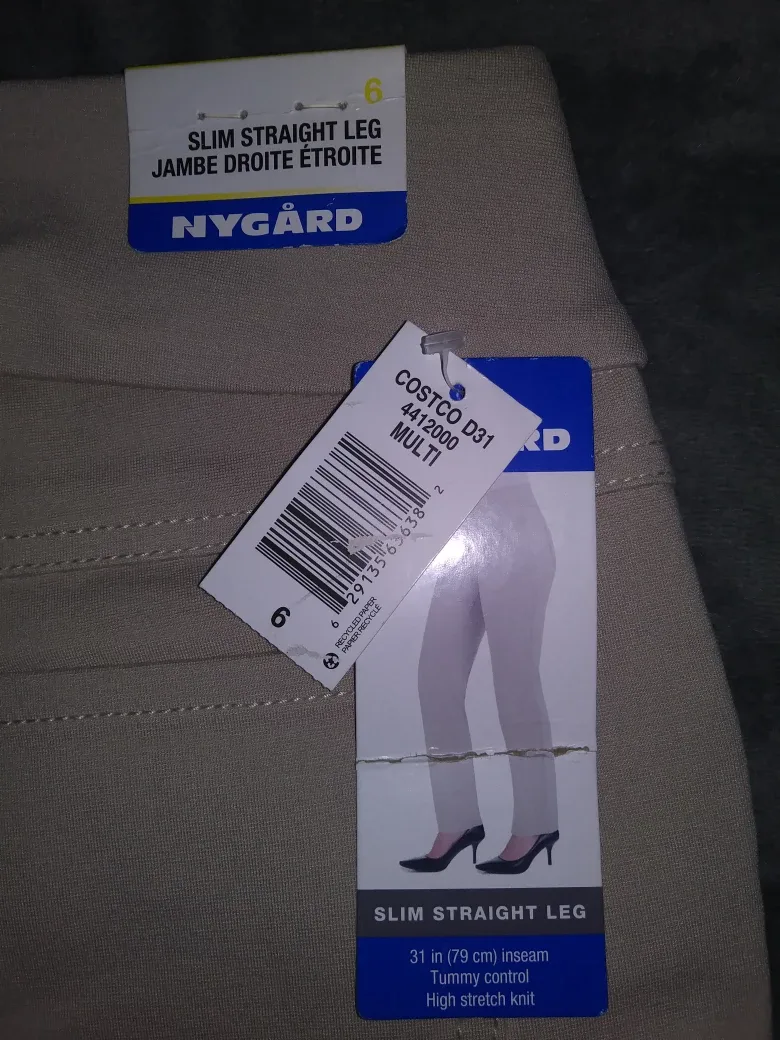 6
SLIM STRAIGHT LEG
JAMBE DROITE ÉTROITE
NYGÅRD
COSTCO D31
4412000
MULTI
6
RECYCLED PAPER
PAPIER RECYCLÉ
RD
SLIM STRAIGHT LEG
31 in (79 cm) inseam
Tummy control
High stretch knit